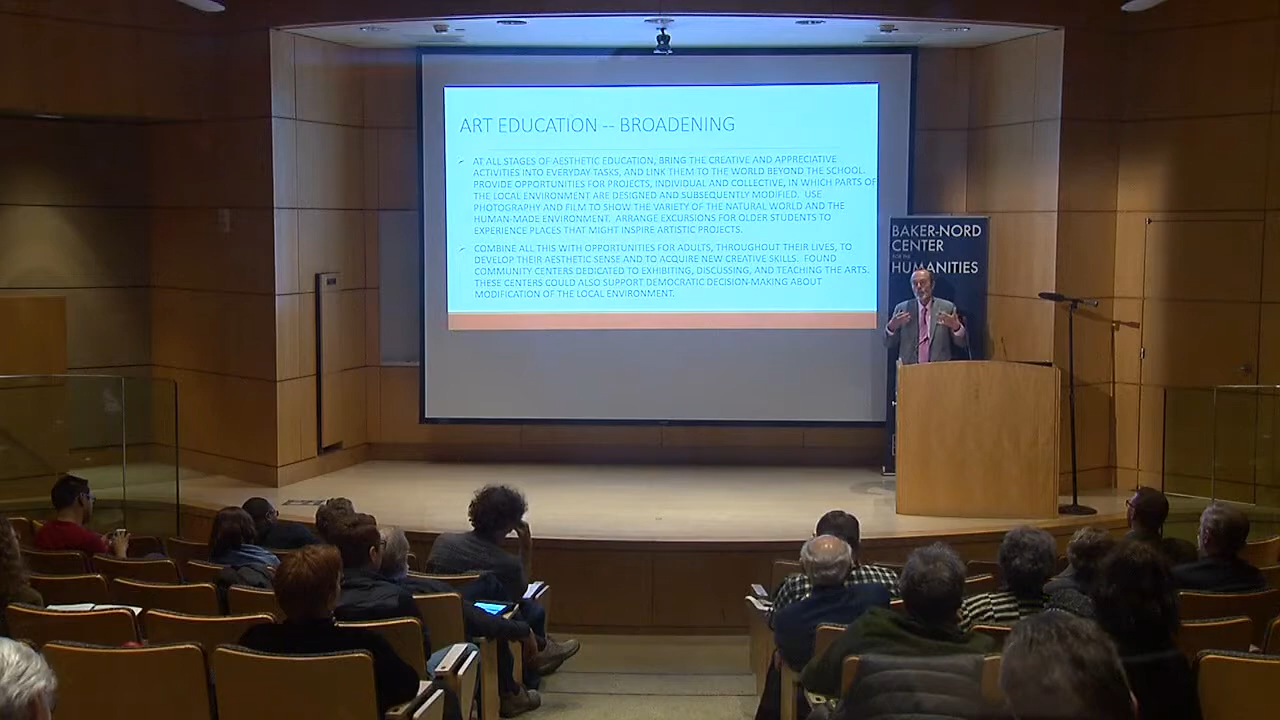 ART EDUCATION -- BROADENING
AT ALL STAGES OF AESTHETIC EDUCATION, BRING THE CREATIVE AND APPRECIATIVE
ACTIVITIES INTO EVERYDAY TASKS, AND LINK THEM TO THE WORLD BEYOND THE SCHOOL.
PROVIDE OPPORTUNITIES FOR PROJECTS, INDIVIDUAL AND COLLECTIVE, IN WHICH PARTS OF
THE LOCAL ENVIRONMENT ARE DESIGNED AND SUBSEQUENTLY MODIFIED. USE
PHOTOGRAPHY AND FILM TO SHOW THE VARIETY OF THE NATURAL WORLD AND THE
HUMAN-MADE ENVIRONMENT. ARRANGE EXCURSIONS FOR OLDER STUDENTS TO
EXPERIENCE PLACES THAT MIGHT INSPIRE ARTISTIC PROJECTS.
COMBINE ALL THIS WITH OPPORTUNITIES FOR ADULTS, THROUGHOUT THEIR LIVES, TO
DEVELOP THEIR AESTHETIC SENSE AND TO ACQUIRE NEW CREATIVE SKILLS. FOUND
COMMUNITY CENTERS DEDICATED TO EXHIBITING, DISCUSSING, AND TEACHING THE ARTS.
THESE CENTERS COULD ALSO SUPPORT DEMOCRATIC DECISION-MAKING ABOUT
MODIFICATION OF THE LOCAL ENVIRONMENT.
BAKER-NORD
CENTER
FOR THE
HUMANITIES